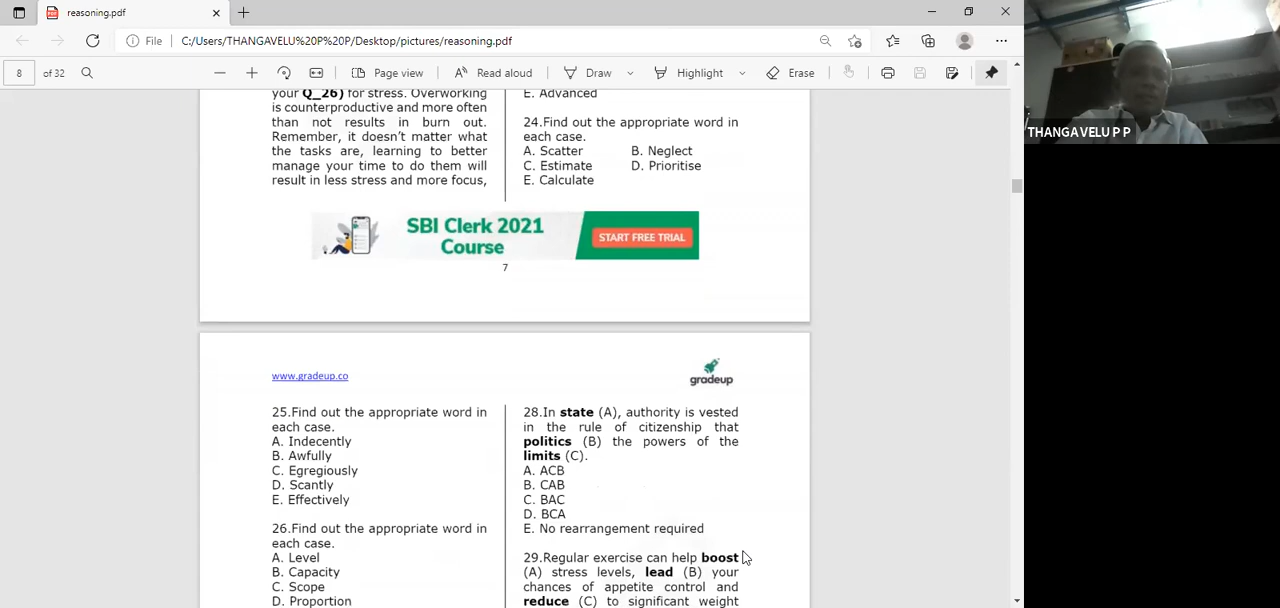 reasoning.pdf
File
C:/Users/THANGAVELU%20P%20P/Desktop/pictures/reasoning.pdf
8
of 32
Page view
Read aloud
Draw
Highlight
Erase
THANGAVELU P P
your Q_26) for stress. Overworking
is counterproductive and more often
than not results in burn out.
Remember, it doesn't matter what
the tasks are, learning to better
manage your time to do them will
result in less stress and more focus,
E. Advanced
24.Find out the appropriate word in
each case.
A. Scatter B. Neglect
C. Estimate D. Prioritise
E. Calculate
SBI Clerk 2021
Course
START FREE TRIAL
7
www.gradeup.co
gradeup
25.Find out the appropriate word in
each case.
A. Indecently
B. Awfully
C. Egregiously
D. Scantly
E. Effectively
26.Find out the appropriate word in
each case.
A. Level
B. Capacity
C. Scope
D. Proportion
28.In state (A), authority is vested
in the rule of citizenship that
politics (B) the powers of the
limits (C).
A. ACB
B. CAB
C. BAC
D. BCA
E. No rearrangement required
29.Regular exercise can help boost
(A) stress levels, lead (B) your
chances of appetite control and
reduce (C) to significant weight